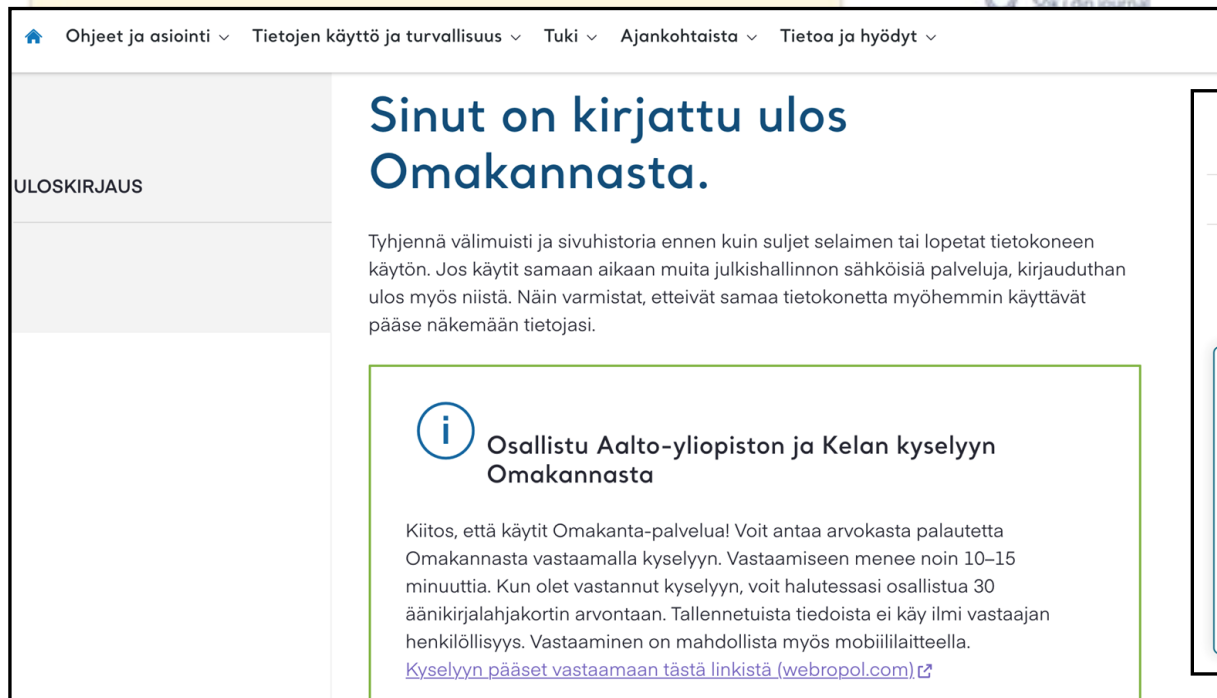 Sök i din journal
Ohjeet ja asiointi Tietojen käyttö ja turvallisuus Tuki Ajankohtaista Tietoa ja hyödyt
ULOSKIRJAUS
Sinut on kirjattu ulos
Omakannasta.
Tyhjennä välimuisti ja sivuhistoria ennen kuin suljet selaimen tai lopetat tietokoneen
käytön. Jos käytit samaan aikaan muita julkishallinnon sähköisiä palveluja, kirjauduthan
ulos myös niistä. Näin varmistat, etteivät samaa tietokonetta myöhemmin käyttävät
pääse näkemään tietojasi.
Osallistu Aalto-yliopiston ja Kelan kyselyyn
Omakannasta
Kiitos, että käytit Omakanta-palvelua! Voit antaa arvokasta palautetta
Omakannasta vastaamalla kyselyyn. Vastaamiseen menee noin 10–15
minuuttia. Kun olet vastannut kyselyyn, voit halutessasi osallistua 30
äänikirjalahjakortin arvontaan. Tallennetuista tiedoista ei käy ilmi vastaajan
henkilöllisyys. Vastaaminen on mahdollista myös mobiililaitteella.
Kyselyyn pääset vastaamaan tästä linkistä (webropol.com)